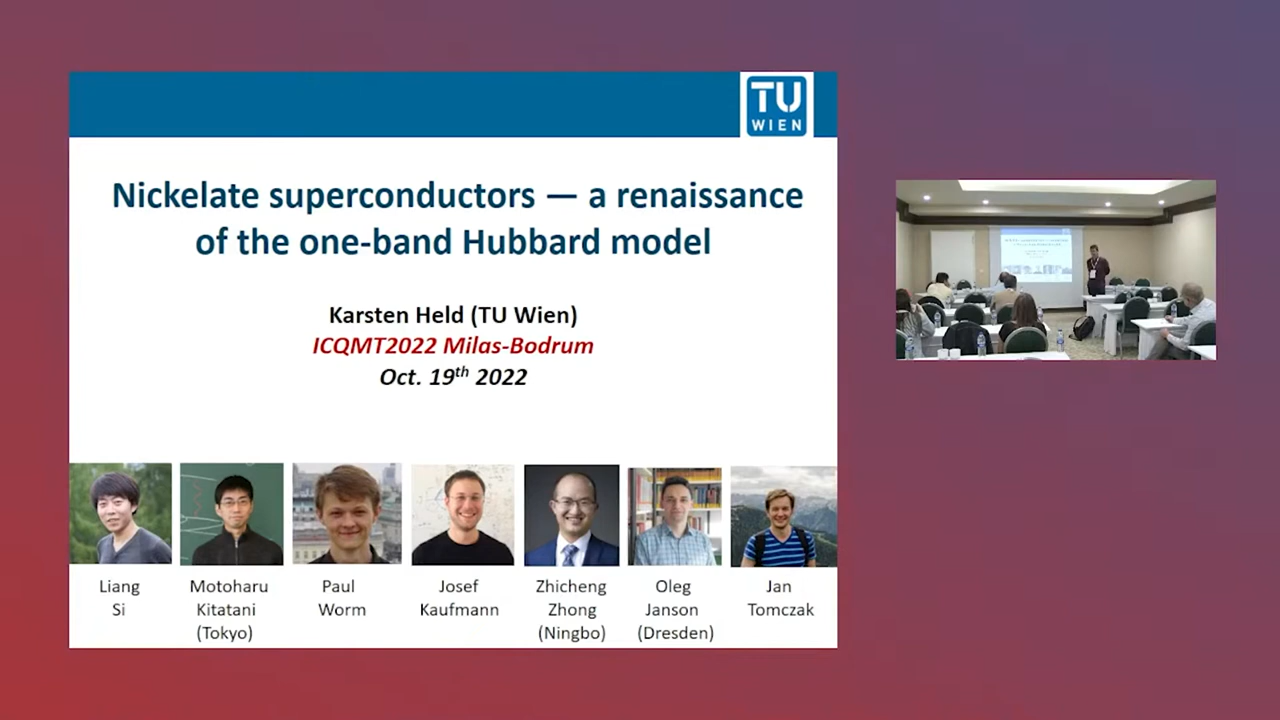 TU
WIEN
Nickelate superconductors — a renaissance
of the one-band Hubbard model
Karsten Held (TU Wien)
ICQMT2022 Milas-Bodrum
Oct. 19th 2022
Liang
Si
Motoharu
Kitatani
(Tokyo)
Paul
Worm
Josef
Kaufmann
Zhicheng
Zhong
(Ningbo)
Oleg
Janson
(Dresden)
Jan
Tomczak